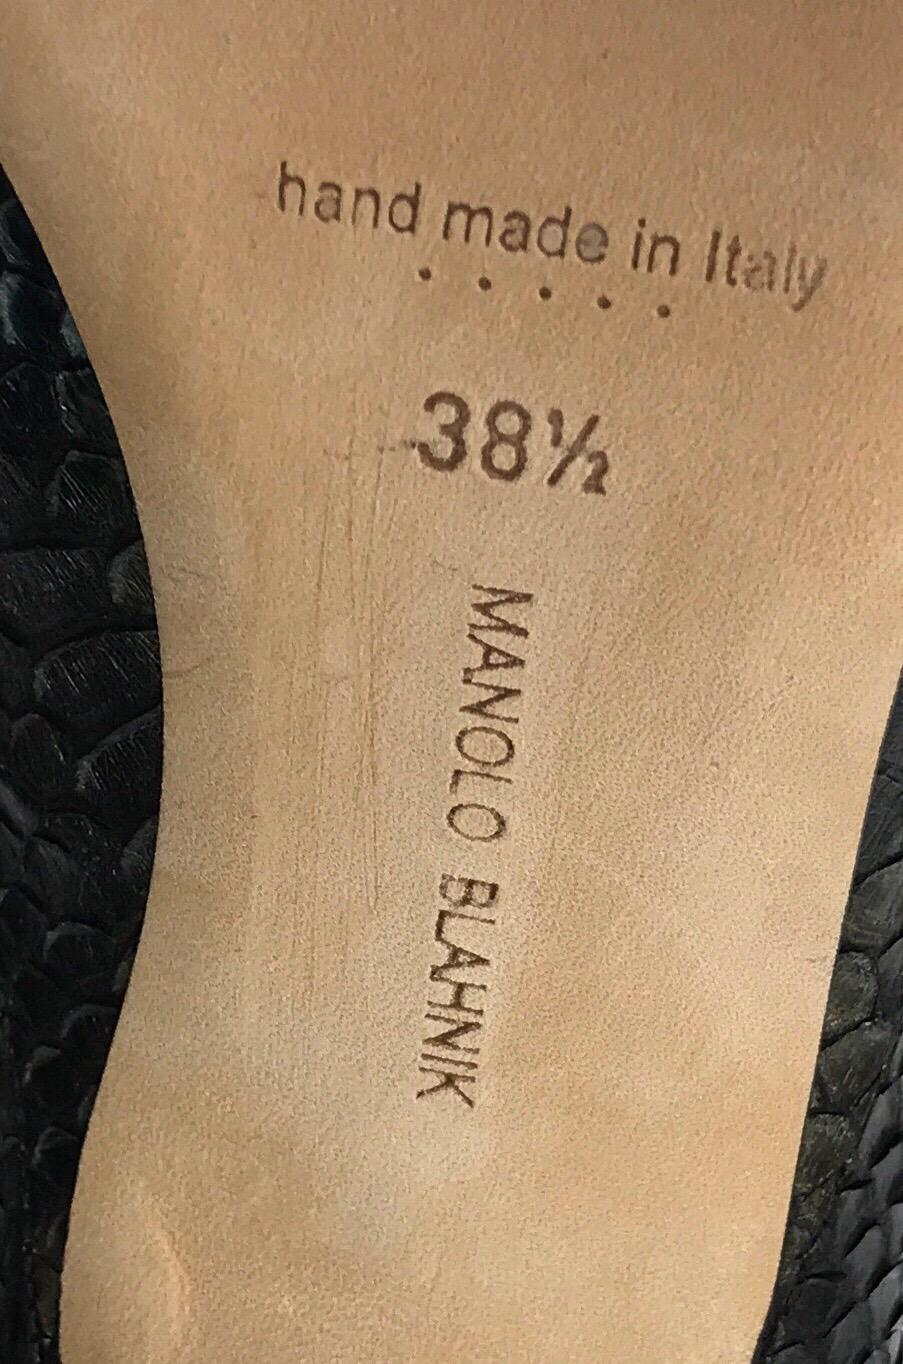 hand made in Italy
.....
38½
MANOLO BLAHNIK